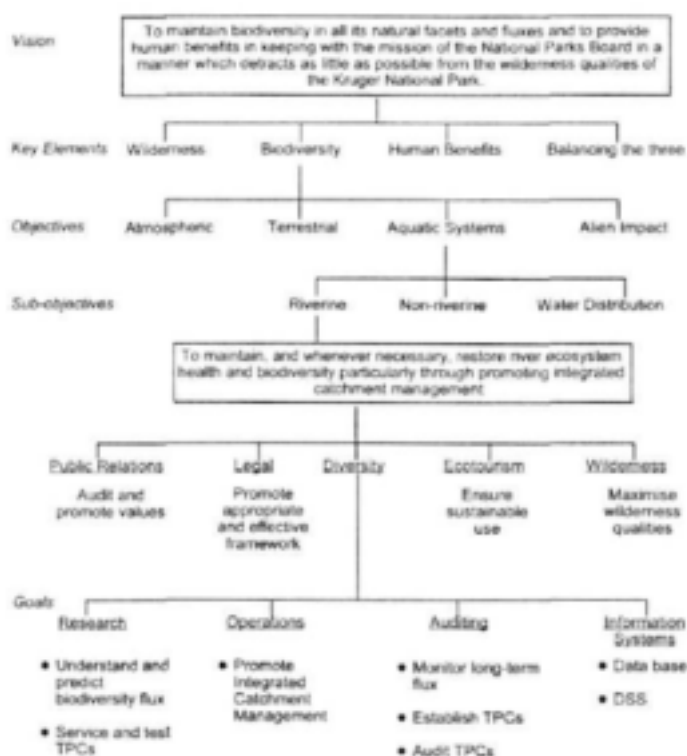 Vision
To maintain biodiversity in all its natural facets and fluxes and to provide
human benefits in keeping with the mission of the National Parks Board in a
manner which detracts as little as possible from the wilderness qualities of
the Kruger National Park.
Key Elements Wilderness Biodiversity Human Benefits Balancing the three
Objectives Atmospheric Terrestrial Aquatic Systems Alien Impact
Sub-objectives Riverine Non-riverine Water Distribution
To maintain, and whenever necessary, restore river ecosystem
health and biodiversity particularly through promoting integrated
catchment management
Public Relations Legal Diversity Ecotourism Wilderness
Audit and Promote Ensure Maximise
promote values appropriate sustainable wilderness
and effective use qualities
framework
Goals
Research Operations Auditing Information
Systems
• Understand and • Promote • Monitor long-term • Data base
predict Integrated flux
biodiversity flux Catchment • DSS
Management • Establish TPCs
• Service and test
TPCs • Audit TPCs